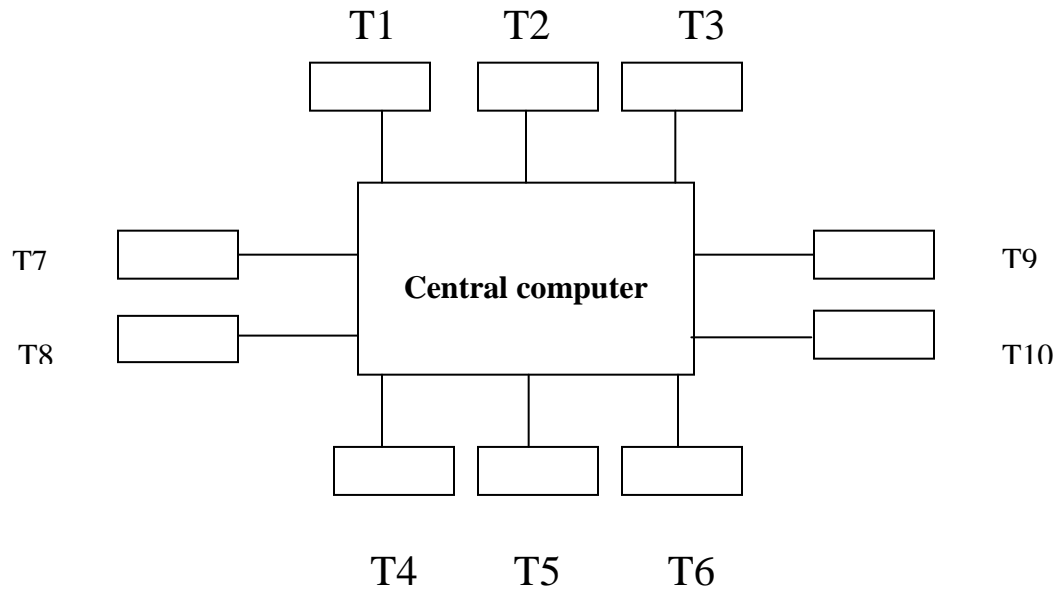 T1 T2 T3
T7 T9
Central computer
T8 T10
T4 T5 T6